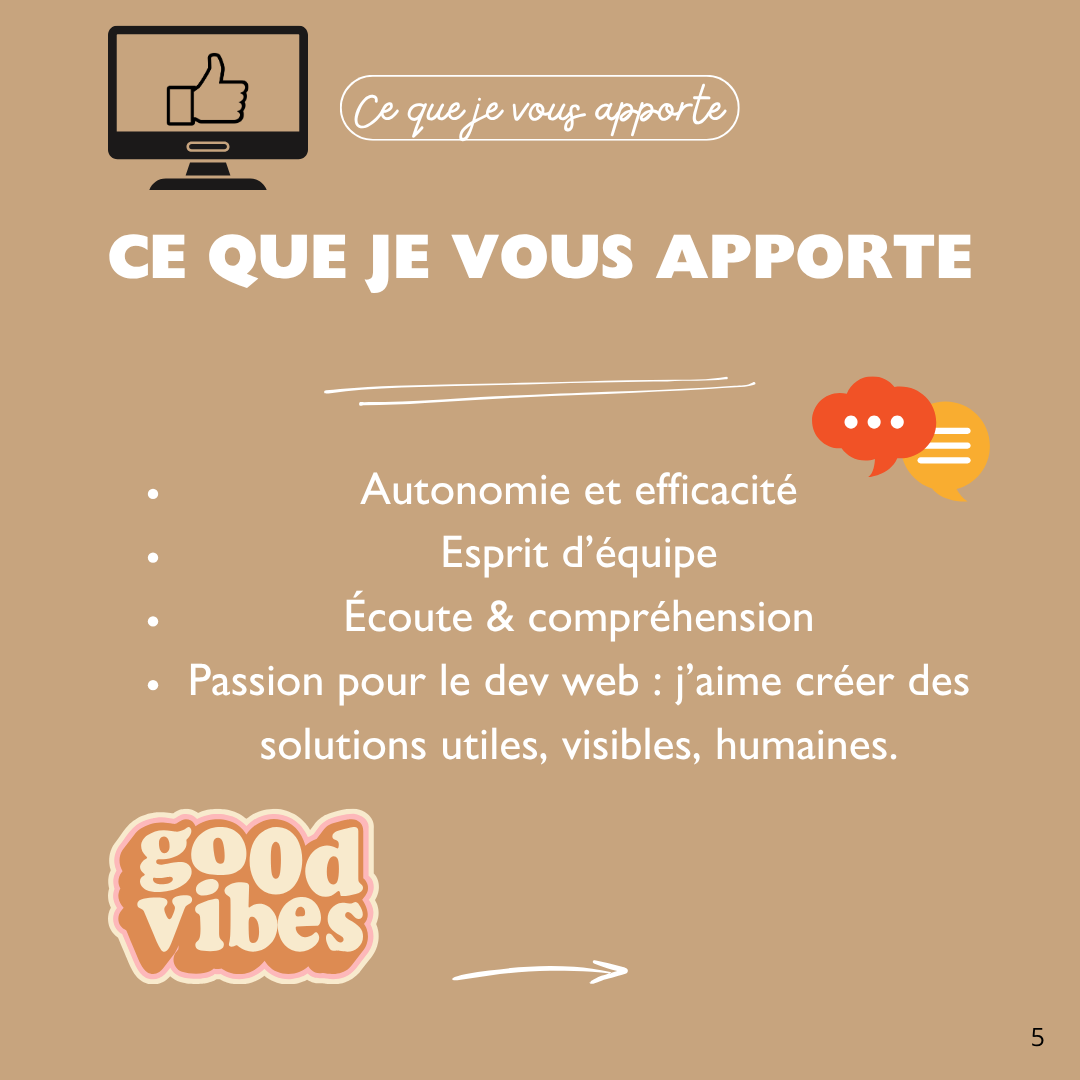 Ce que je vous apporte
CE QUE JE VOUS APPORTE
• Autonomie et efficacité
• Esprit d’équipe
• Écoute & compréhension
• Passion pour le dev web : j’aime créer des
solutions utiles, visibles, humaines.
good
vibes
5